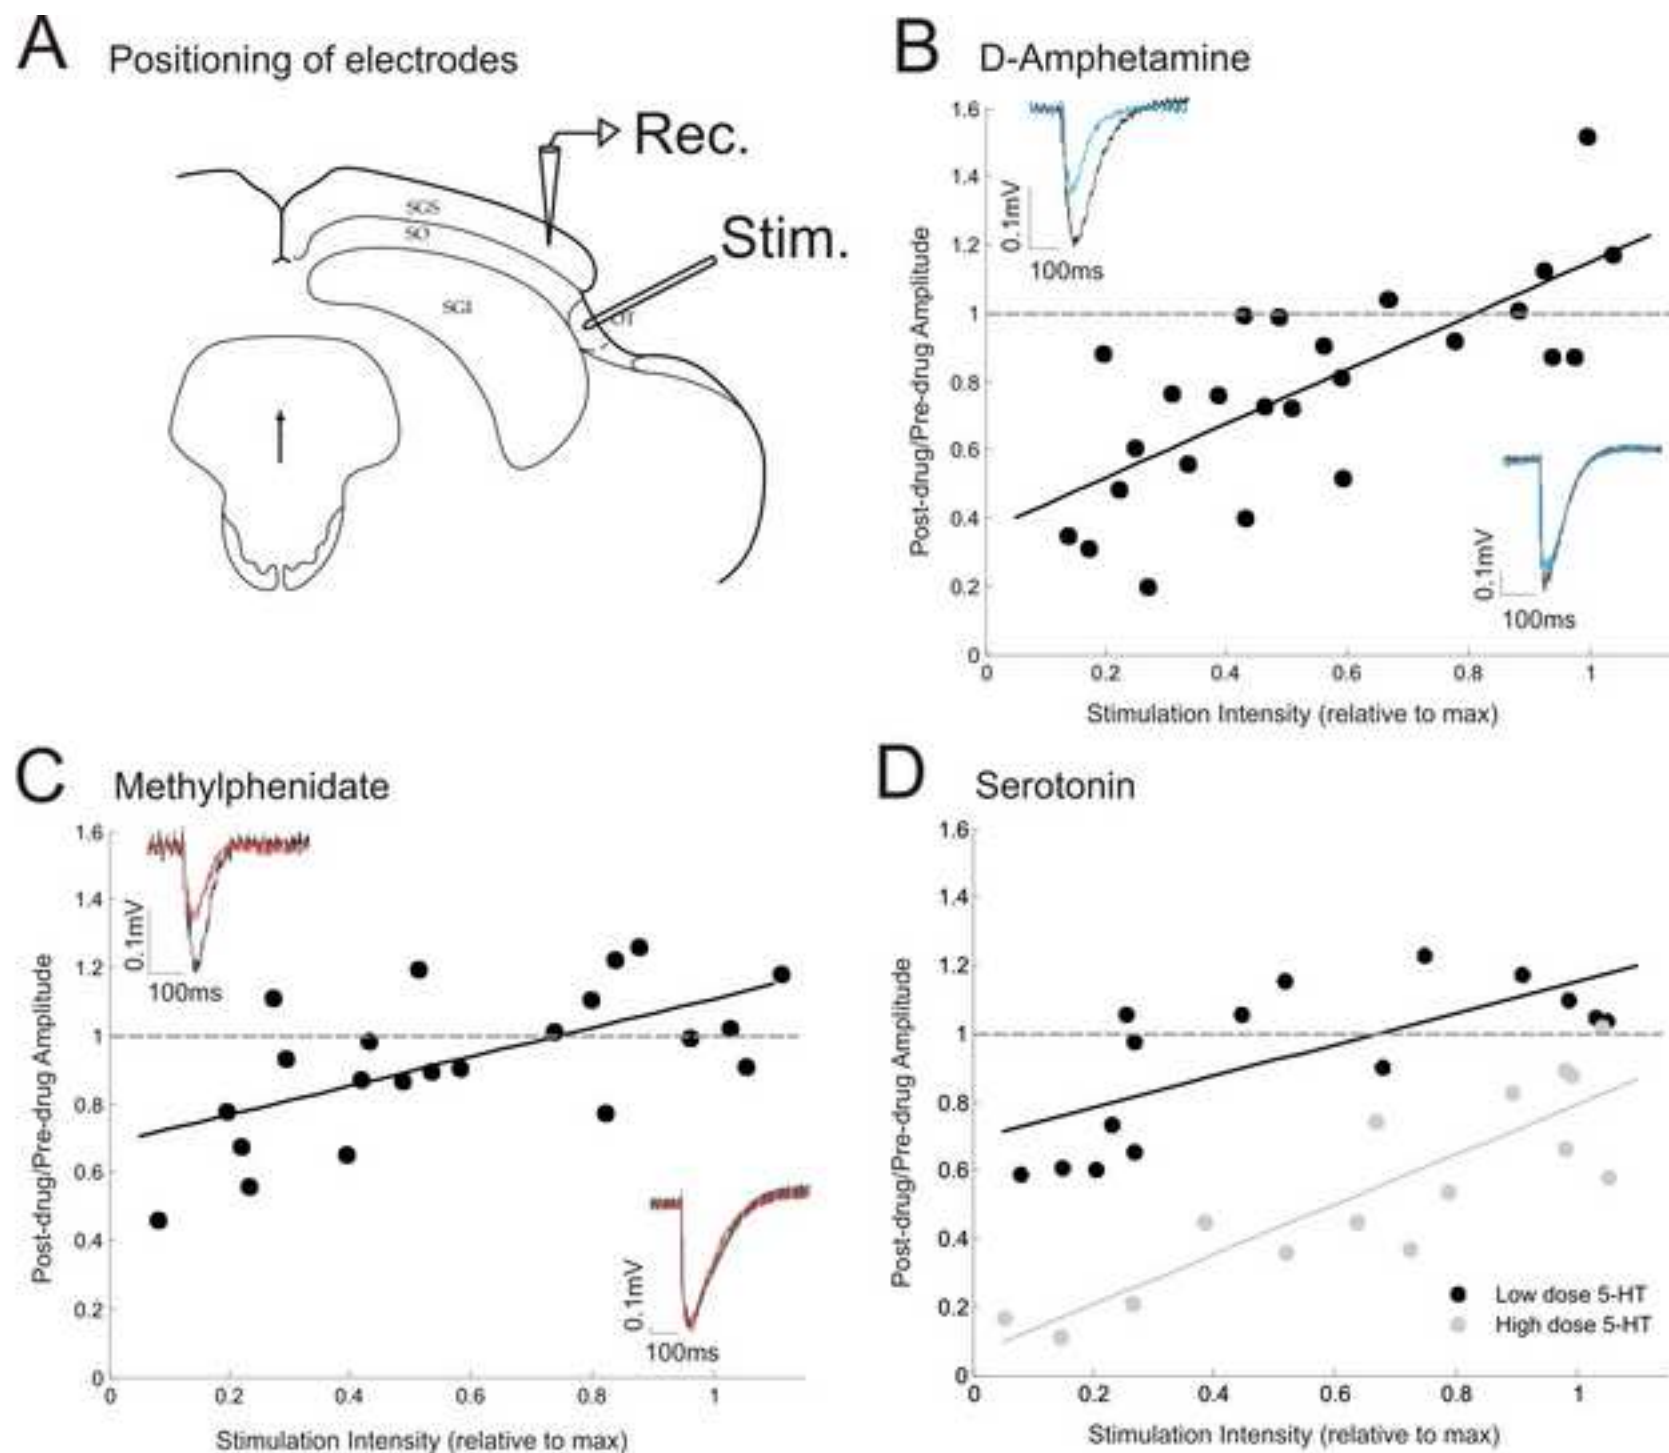 A Positioning of electrodes
Rec.
Stim.
SGS
SO
SGI
OT
B D-Amphetamine
1.6
1.4
1.2
1
0.8
0.6
0.4
0.2
0
Post-drug/Pre-drug Amplitude
0.1mV
100ms
0.1mV
100ms
0 0.2 0.4 0.6 0.8 1
Stimulation Intensity (relative to max)
C Methylphenidate
1.6
1.4
1.2
1
0.8
0.6
0.4
0.2
0
Post-drug/Pre-drug Amplitude
0.1mV
100ms
0.1mV
100ms
0 0.2 0.4 0.6 0.8 1
Stimulation Intensity (relative to max)
D Serotonin
1.6
1.4
1.2
1
0.8
0.6
0.4
0.2
0
Post-drug/Pre-drug Amplitude
Low dose 5-HT
High dose 5-HT
0 0.2 0.4 0.6 0.8 1
Stimulation Intensity (relative to max)